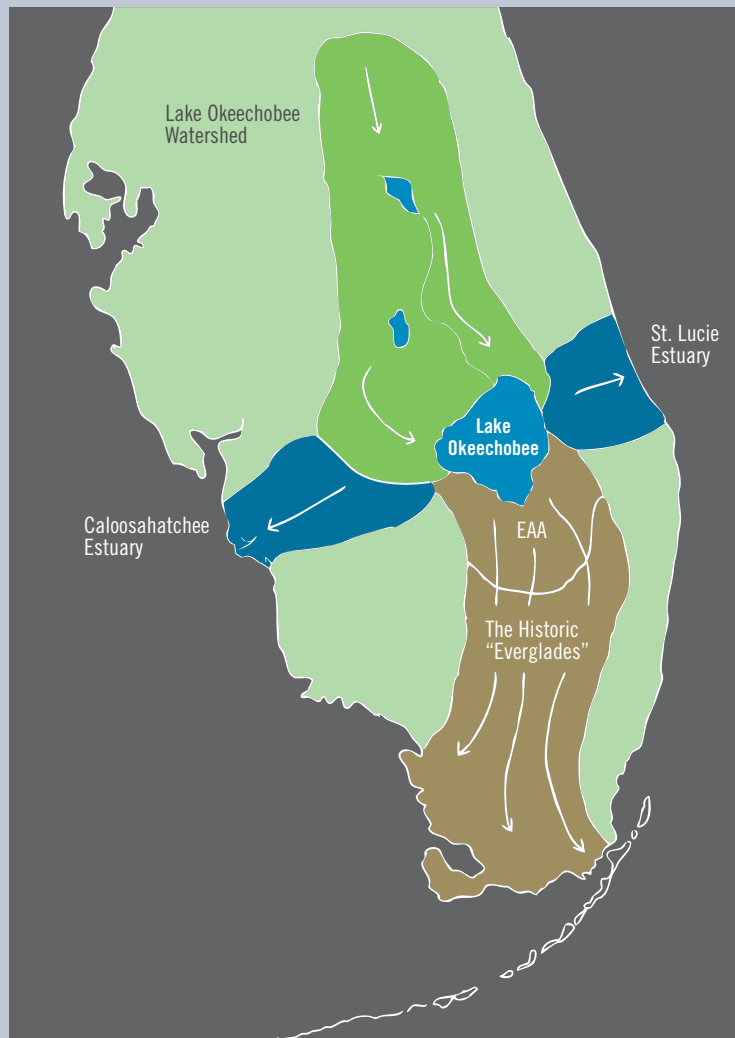 Lake Okeechobee
Watershed
St. Lucie
Estuary
Lake
Okeechobee
Caloosahatchee
Estuary
EAA
The Historic
“Everglades”